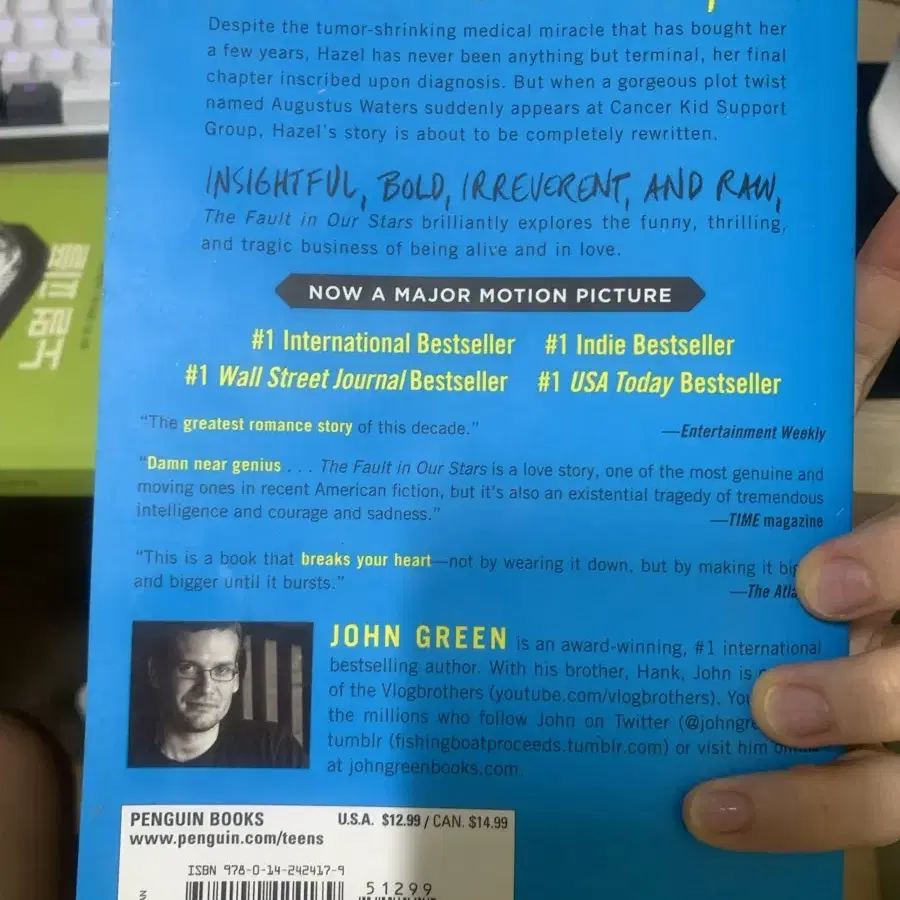 Despite the tumor-shrinking medical miracle that has bought her
a few years, Hazel has never been anything but terminal, her final
chapter inscribed upon diagnosis. But when a gorgeous plot twist
named Augustus Waters suddenly appears at Cancer Kid Support
Group, Hazel's story is about to be completely rewritten.
INSIGHTFUL, BOLD, IRREVERENT, AND RAW,
The Fault in Our Stars brilliantly explores the funny, thrilling,
and tragic business of being alive and in love.
NOW A MAJOR MOTION PICTURE
#1 International Bestseller #1 Indie Bestseller
#1 Wall Street Journal Bestseller #1 USA Today Bestseller
"The greatest romance story of this decade."
—Entertainment Weekly
"Damn near genius . . . The Fault in Our Stars is a love story, one of the most genuine and
moving ones in recent American fiction, but it's also an existential tragedy of tremendous
intelligence and courage and sadness."
—TIME magazine
"This is a book that breaks your heart—not by wearing it down, but by making it
and bigger until it bursts."
—The
JOHN GREEN is an award-winning, #1 international
bestselling author. With his brother, Hank, John is
of the Vlogbrothers (youtube.com/vlogbrothers).
the millions who follow John on Twitter
tumblr (fishingboatproceeds.tumblr.com) or visit him
at johngreenbooks.com.
PENGUIN BOOKS U.S.A. $12.99 / CAN. $14.99
www.penguin.com/teens
ISBN 978-0-14-242417-9
51299